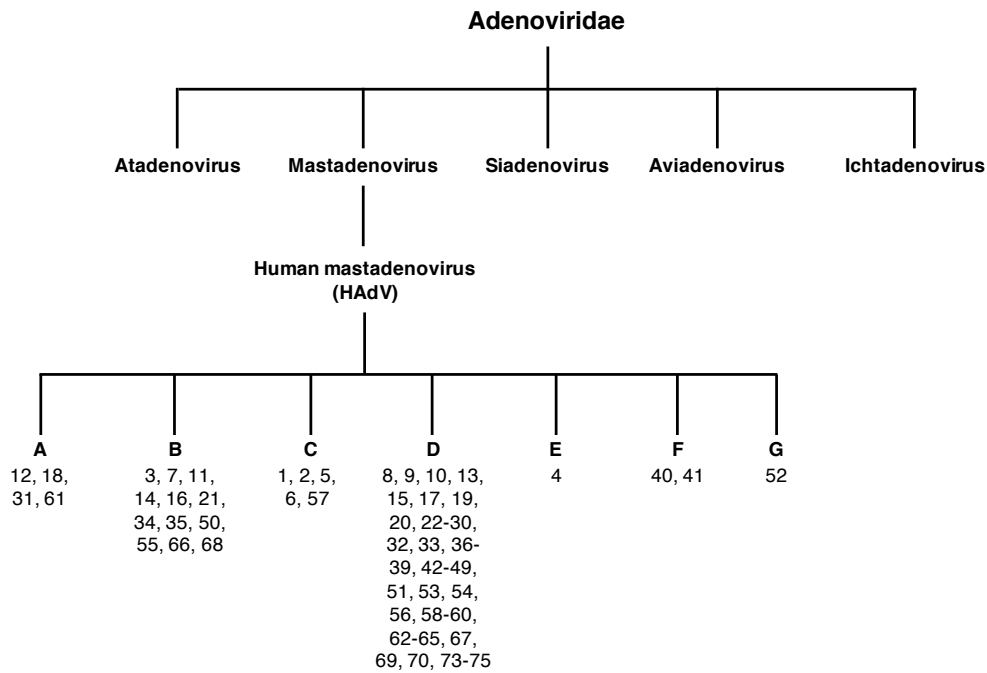 Adenoviridae
Atadenovirus
Mastadenovirus
Siadenovirus
Aviadenovirus
Ichtadenovirus
Human mastadenovirus
(HAdV)
A
12, 18,
31, 61
B
3, 7, 11,
14, 16, 21,
34, 35, 50,
55, 66, 68
C
1, 2, 5,
6, 57
D
8, 9, 10, 13,
15, 17, 19,
20, 22-30,
32, 33, 36-
39, 42-49,
51, 53, 54,
56, 58-60,
62-65, 67,
69, 70, 73-75
E
4
F
40, 41
G
52